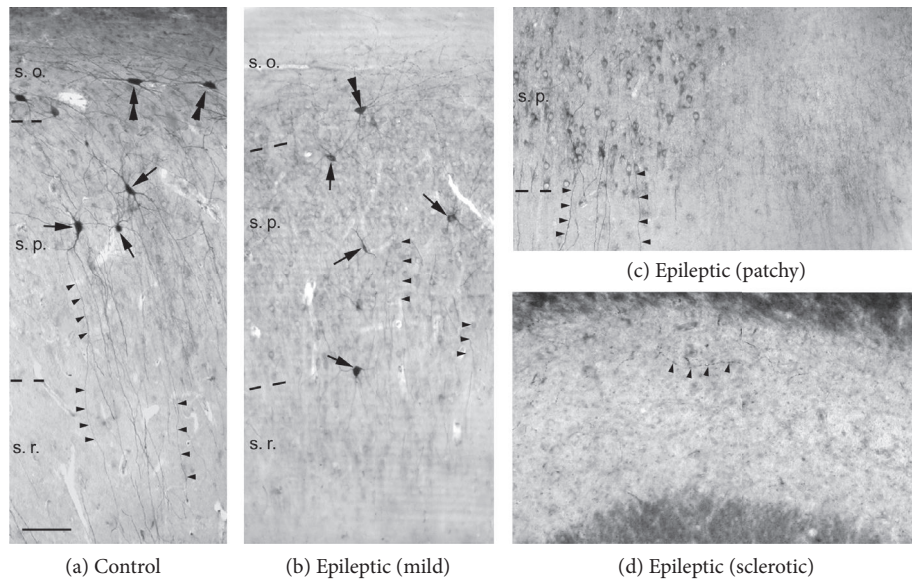 s. o.
s. p.
s. r.
(a) Control
s. o.
s. p.
(b) Epileptic (mild)
s. p.
(c) Epileptic (patchy)
(d) Epileptic (sclerotic)